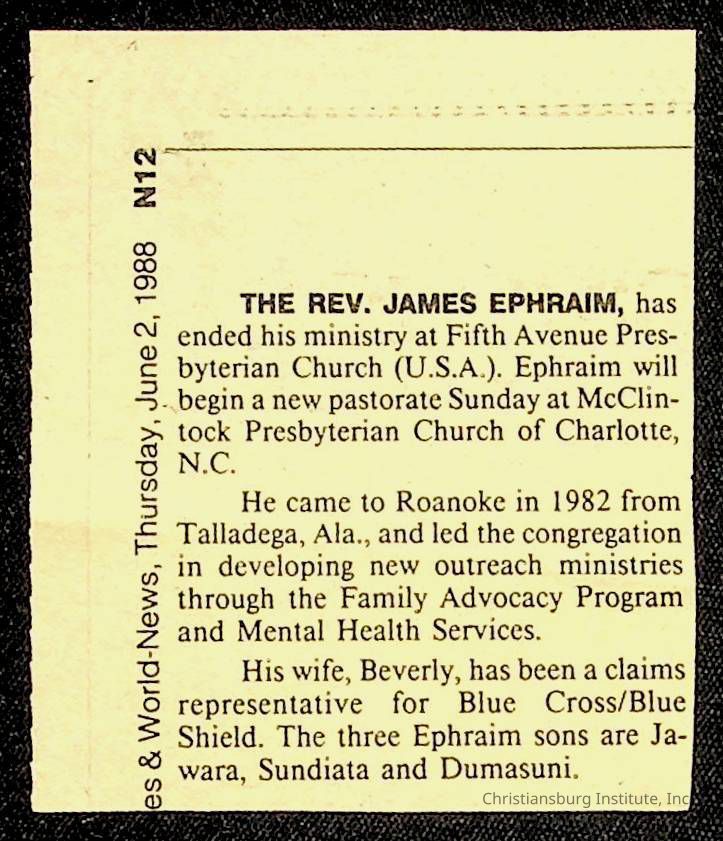 es & World-News, Thursday, June 2, 1988 N12
THE REV. JAMES EPHRAIM, has
ended his ministry at Fifth Avenue Pres-
byterian Church (U.S.A.). Ephraim will
begin a new pastorate Sunday at McClin-
tock Presbyterian Church of Charlotte,
N.C.
He came to Roanoke in 1982 from
Talladega, Ala., and led the congregation
in developing new outreach ministries
through the Family Advocacy Program
and Mental Health Services.
His wife, Beverly, has been a claims
representative for Blue Cross/Blue
Shield. The three Ephraim sons are Ja-
wara, Sundiata and Dumasuni.
Christiansburg Institute, Inc